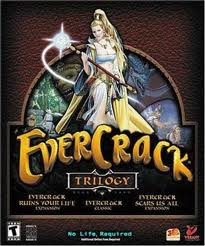 EVERCRACK
TRILOGY
EVERCRACK
RUINS YOUR LIFE
EXPANSION
EVERCRACK
CLASSIC
EVERCRACK
SCARS US ALL
EXPANSION
No Life, Required
T